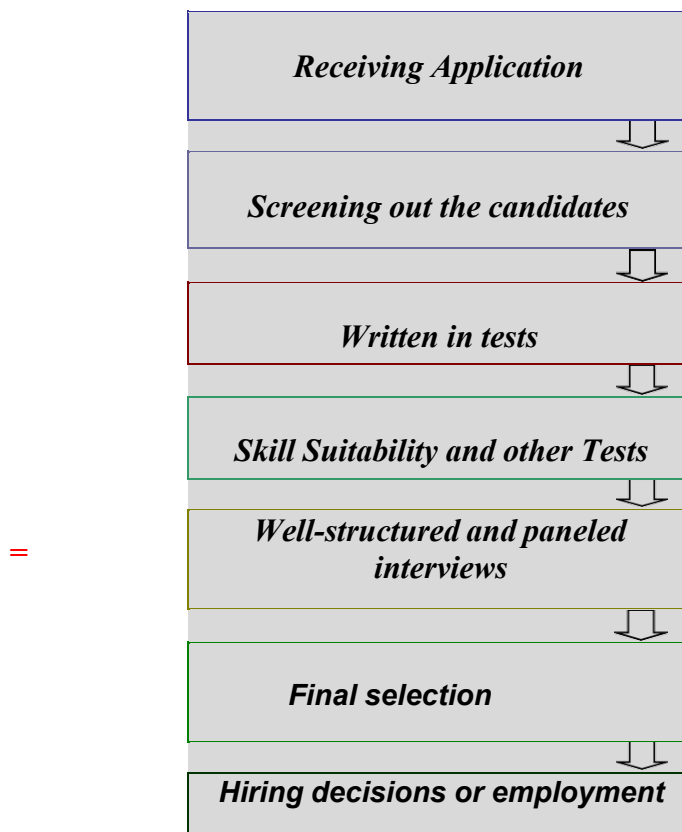 Receiving Application
Screening out the candidates
Written in tests
Skill Suitability and other Tests
Well-structured and paneled
interviews
=
Final selection
Hiring decisions or employment